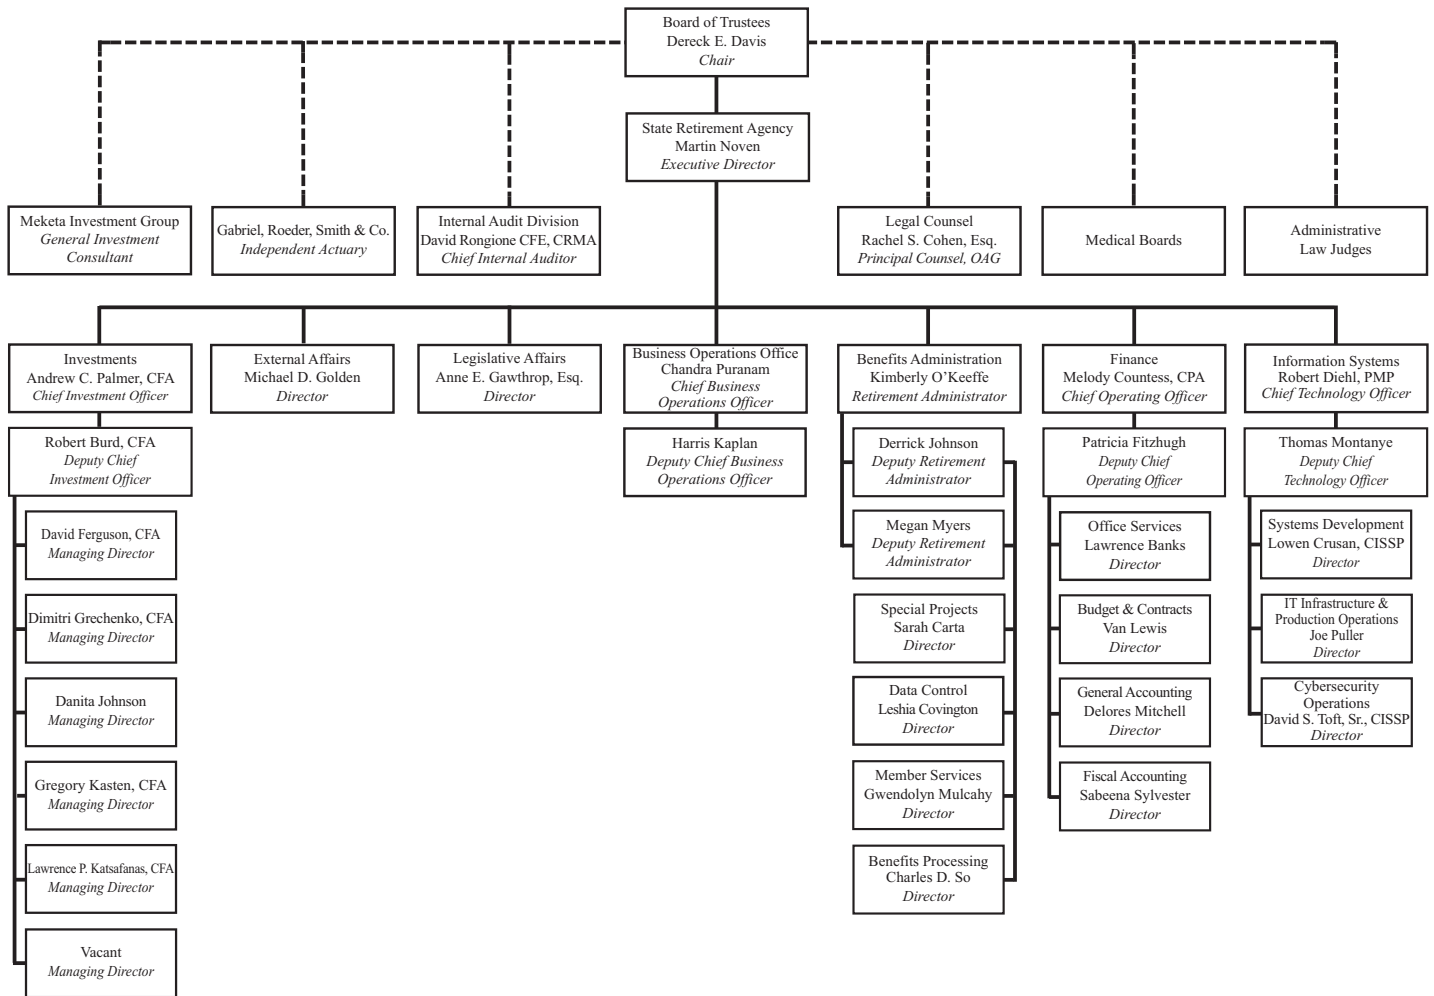 Board of Trustees
Dereck E. Davis
Chair
State Retirement Agency
Martin Noven
Executive Director
Meketa Investment Group
General Investment
Consultant
Gabriel, Roeder, Smith & Co.
Independent Actuary
Internal Audit Division
David Rongione CFE, CRMA
Chief Internal Auditor
Legal Counsel
Rachel S. Cohen, Esq.
Principal Counsel, OAG
Medical Boards
Administrative
Law Judges
Investments
Andrew C. Palmer, CFA
Chief Investment Officer
External Affairs
Michael D. Golden
Director
Legislative Affairs
Anne E. Gawthrop, Esq.
Director
Business Operations Office
Chandra Puranam
Chief Business
Operations Officer
Benefits Administration
Kimberly O’Keeffe
Retirement Administrator
Finance
Melody Countess, CPA
Chief Operating Officer
Information Systems
Robert Diehl, PMP
Chief Technology Officer
Robert Burd, CFA
Deputy Chief
Investment Officer
Harris Kaplan
Deputy Chief Business
Operations Officer
Derrick Johnson
Deputy Retirement
Administrator
Patricia Fitzhugh
Deputy Chief
Operating Officer
Thomas Montanye
Deputy Chief
Technology Officer
David Ferguson, CFA
Managing Director
Dimitri Grechenko, CFA
Managing Director
Danita Johnson
Managing Director
Gregory Kasten, CFA
Managing Director
Lawrence P. Katsafanas, CFA
Managing Director
Vacant
Managing Director
Megan Myers
Deputy Retirement
Administrator
Special Projects
Sarah Carta
Director
Data Control
Leshia Covington
Director
Member Services
Gwendolyn Mulcahy
Director
Benefits Processing
Charles D. So
Director
Office Services
Lawrence Banks
Director
Budget & Contracts
Van Lewis
Director
General Accounting
Delores Mitchell
Director
Fiscal Accounting
Sabeena Sylvester
Director
Systems Development
Lowen Crusan, CISSP
Director
IT Infrastructure &
Production Operations
Joe Puller
Director
Cybersecurity
Operations
David S. Toft, Sr., CISSP
Director